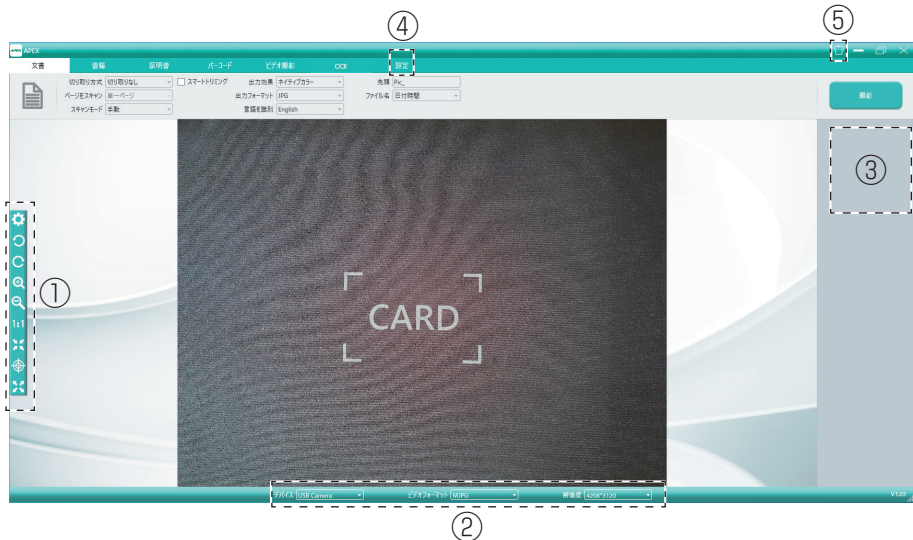 ④
⑤
APEX APEX
文書 書籍 証明書 バーコード ビデオ撮影 OCR 設定
切り取り方式 切り取りなし スマートトリミング 出力効果 ネイティブカラー 先頭 Pic_
ページをスキャン 単一ページ 出力フォーマット JPG ファイル名 日付時間
スキャンモード 手動 言語を識別 English
撮影
③
①
1:1
CARD
デバイス USB Camera ビデオフォーマット MJPG 解像度 4208*3120 V1.03
②